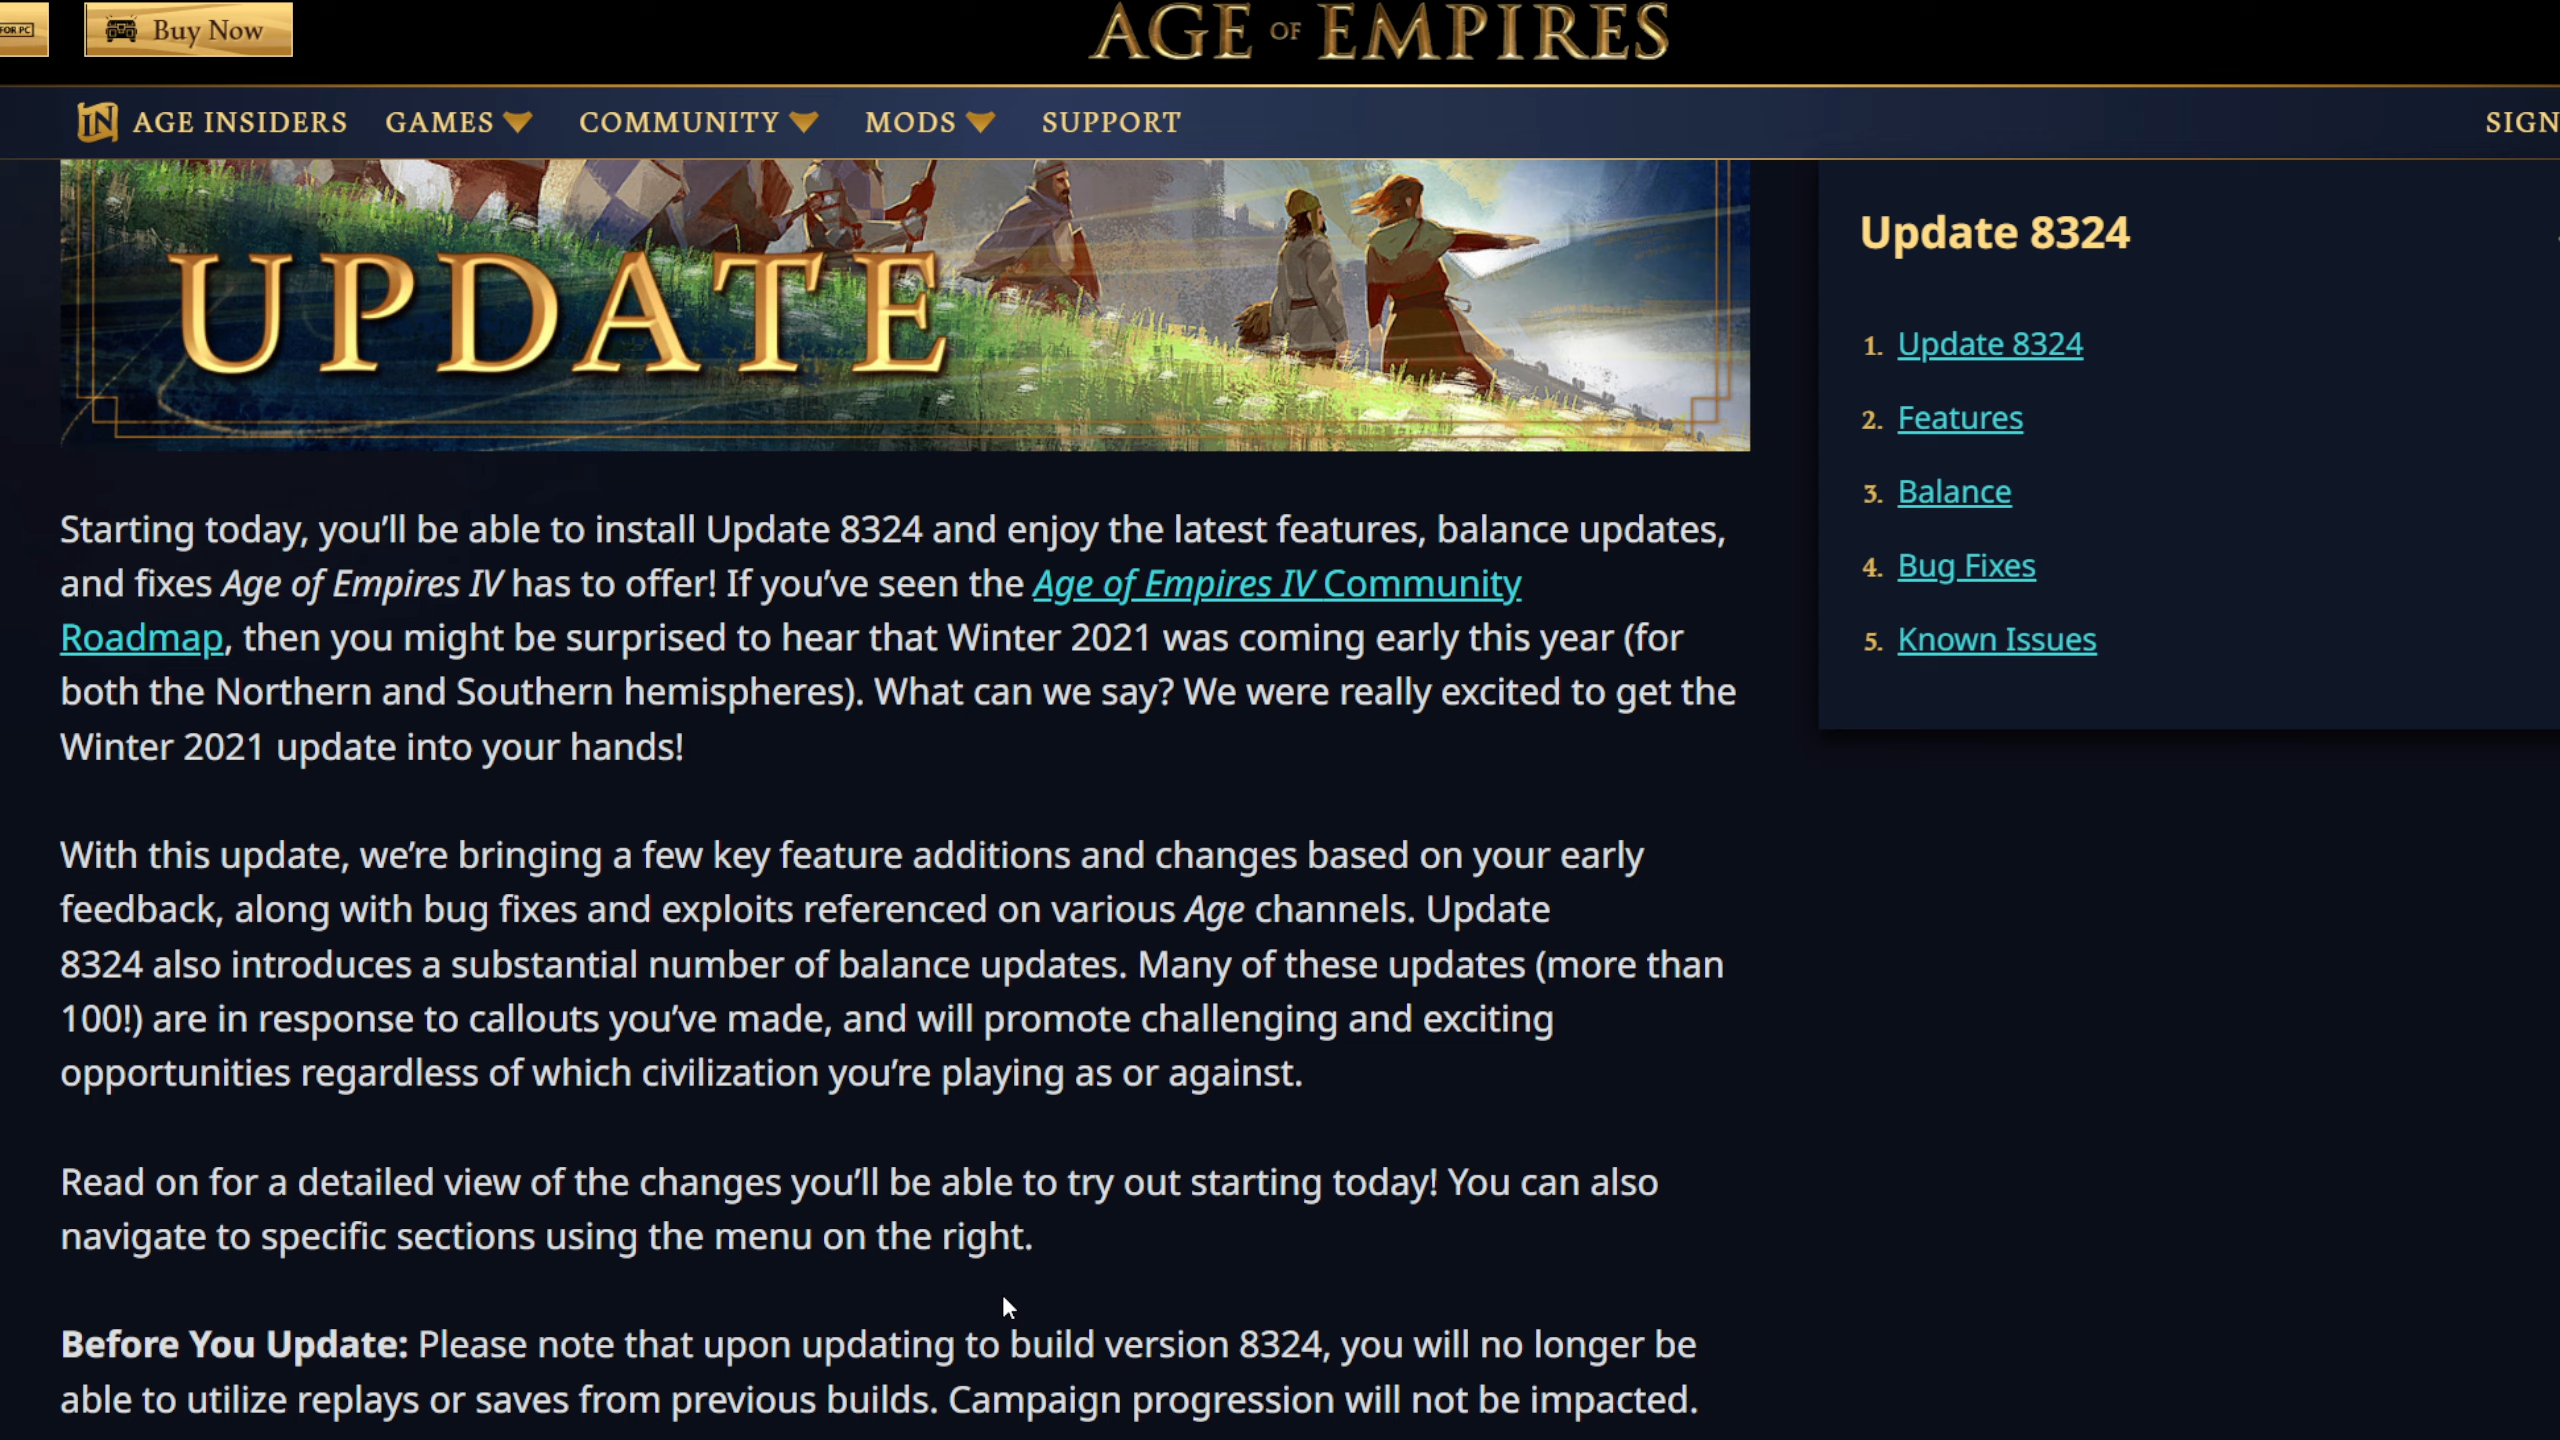 FOR PC
Buy Now
AGE OF EMPIRES
IN AGE INSIDERS GAMES COMMUNITY MODS SUPPORT SIGN
UPDATE
Starting today, you’ll be able to install Update 8324 and enjoy the latest features, balance updates,
and fixes Age of Empires IV has to offer! If you’ve seen the Age of Empires IV Community
Roadmap, then you might be surprised to hear that Winter 2021 was coming early this year (for
both the Northern and Southern hemispheres). What can we say? We were really excited to get the
Winter 2021 update into your hands!
With this update, we’re bringing a few key feature additions and changes based on your early
feedback, along with bug fixes and exploits referenced on various Age channels. Update
8324 also introduces a substantial number of balance updates. Many of these updates (more than
100!) are in response to callouts you’ve made, and will promote challenging and exciting
opportunities regardless of which civilization you’re playing as or against.
Read on for a detailed view of the changes you’ll be able to try out starting today! You can also
navigate to specific sections using the menu on the right.
Before You Update: Please note that upon updating to build version 8324, you will no longer be
able to utilize replays or saves from previous builds. Campaign progression will not be impacted.
Update 8324
1. Update 8324
2. Features
3. Balance
4. Bug Fixes
5. Known Issues